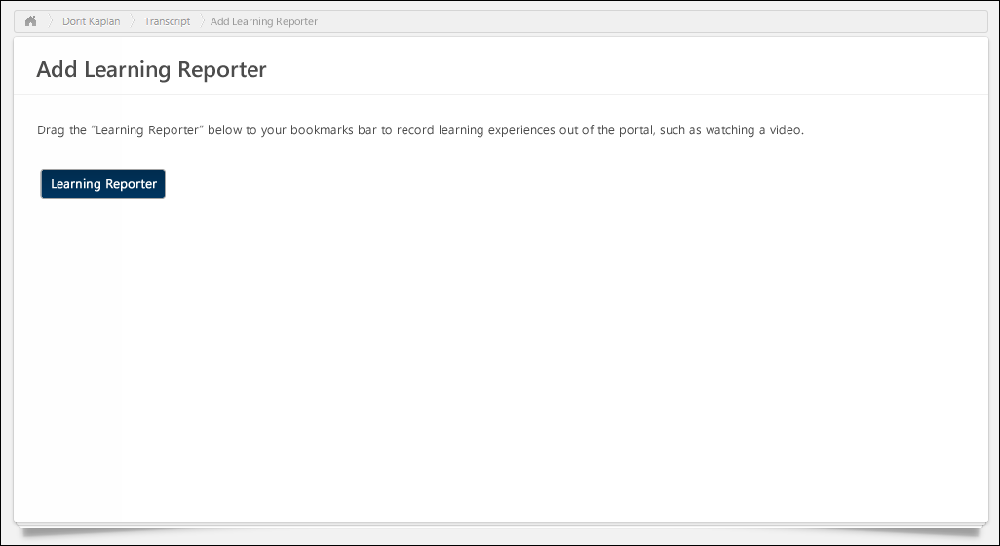 Dorit Kaplan Transcript Add Learning Reporter
Add Learning Reporter
Drag the "Learning Reporter" below to your bookmarks bar to record learning experiences out of the portal, such as watching a video.
Learning Reporter